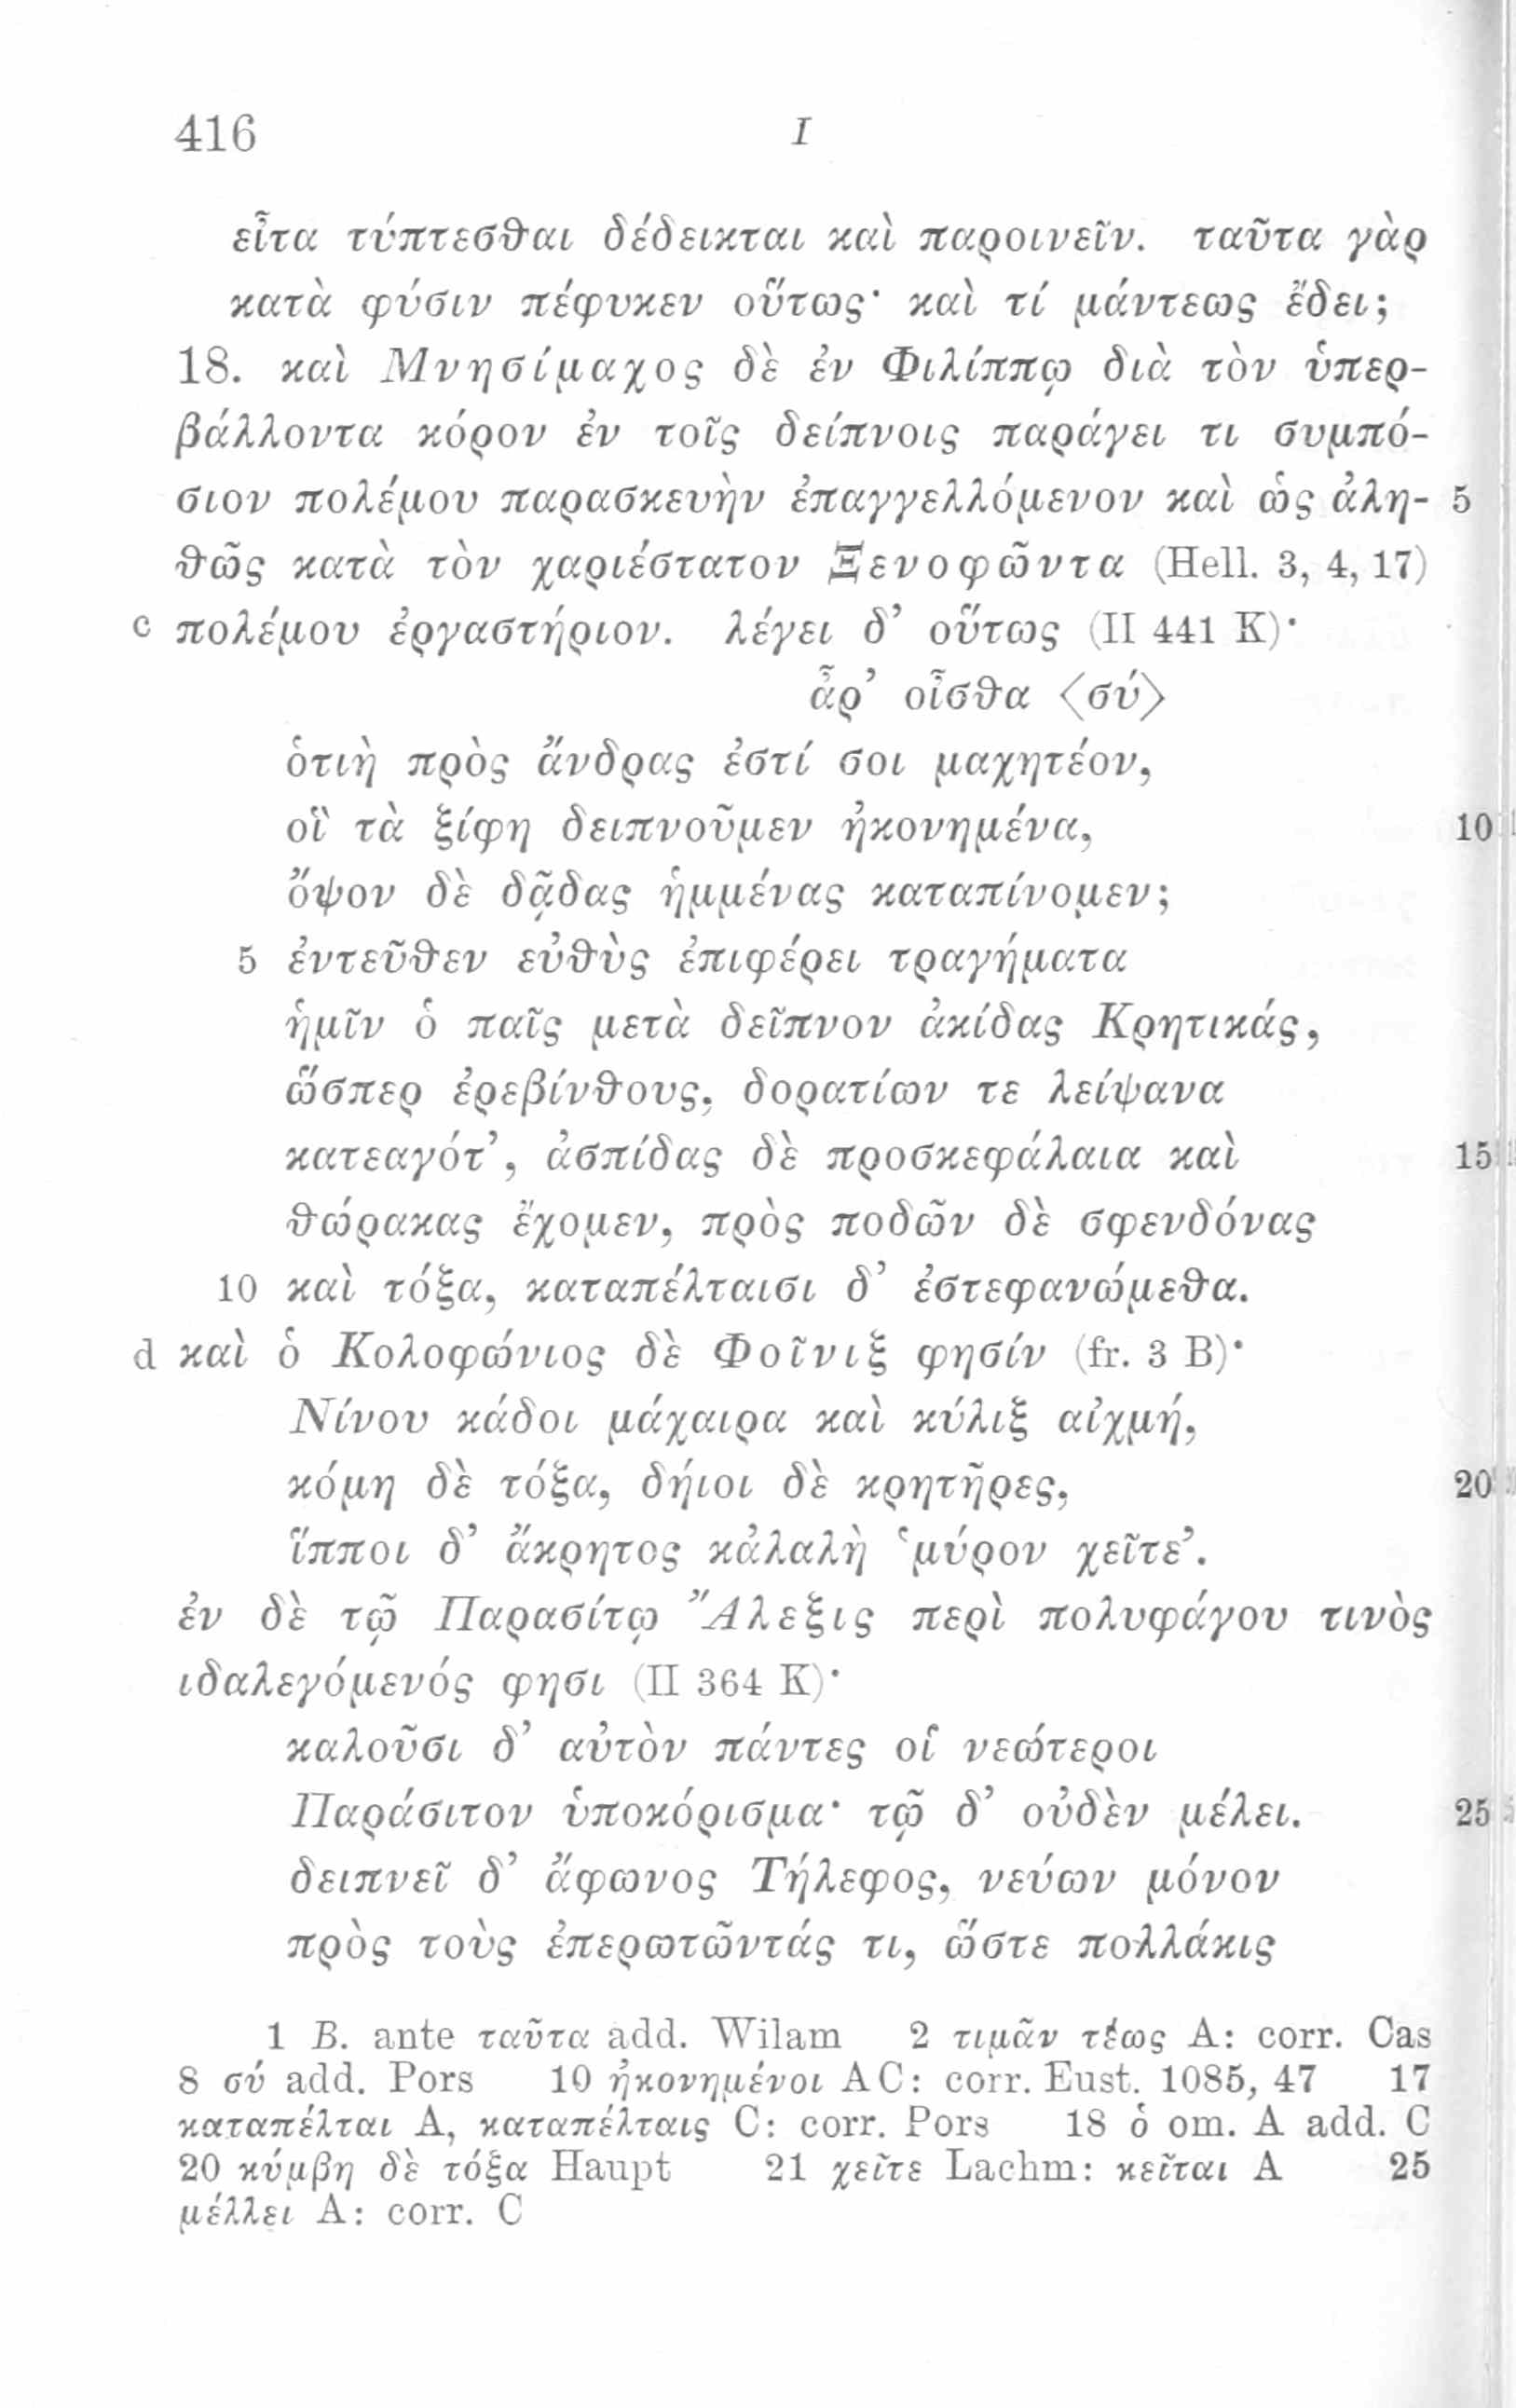 416 I
εἶτα τύπτεσθαι δέδεικται καὶ παροινεῖν. ταῦτα γὰρ
κατὰ φύσιν πέφυκεν οὕτως· καὶ τί μάντεως ἔδει;
18. καὶ Μνησίμαχος δὲ ἐν Φιλίππῳ διὰ τὸν ὑπερ-
βάλλοντα κόρον ἐν τοῖς δείπνοις παράγει τι συμπό-
σιον πολέμου παρασκευὴν ἐπαγγελλόμενον καὶ ὡς ἀλη- 5
θῶς κατὰ τὸν χαριέστατον Ξενοφῶντα (Hell. 3, 4, 17)
c πολέμου ἐργαστήριον. λέγει δ’ οὕτως (II 441 K)·
ἆρ’ οἶσθα ⟨σύ⟩
ὁτιὴ πρὸς ἄνδρας ἐστί σοι μαχητέον,
οἳ τὰ ξίφη δειπνοῦμεν ἠκονημένα, 10
ὄψον δὲ δᾷδας ἡμμένας καταπίνομεν;
5 ἐντεῦθεν εὐθὺς ἐπιφέρει τραγήματα
ἡμῖν ὁ παῖς μετὰ δεῖπνον ἀκίδας Κρητικάς,
ὥσπερ ἐρεβίνθους, δορατίων τε λείψανα
κατεαγότ’, ἀσπίδας δὲ προσκεφάλαια καὶ 15
θώρακας ἔχομεν, πρὸς ποδῶν δὲ σφενδόνας
10 καὶ τόξα, καταπέλταισι δ’ ἐστεφανώμεθα.
d καὶ ὁ Κολοφώνιος δὲ Φοῖνιξ φησίν (fr. 3 B)·
Νίνου κάδοι μάχαιρα καὶ κύλιξ αἰχμή,
κόμη δὲ τόξα, δήιοι δὲ κρητῆρες, 20
ἵπποι δ’ ἄκρητος κἀλαλὴ ‘μύρον χεῖτε’.
ἐν δὲ τῷ Παρασίτῳ Ἄλεξις περὶ πολυφάγου τινὸς
ιδαλεγόμενός φησι (II 364 K)·
καλοῦσι δ’ αὐτὸν πάντες οἱ νεώτεροι
Παράσιτον ὑποκόρισμα· τῷ δ’ οὐδὲν μέλει. 25
δειπνεῖ δ’ ἄφωνος Τήλεφος, νεύων μόνον
πρὸς τοὺς ἐπερωτῶντάς τι, ὥστε πολλάκις
1 B. ante ταῦτα add. Wilam 2 τιμᾶν τέως A: corr. Cas
8 σύ add. Pors 10 ἠκονημένοι AC: corr. Eust. 1085, 47 17
καταπέλται A, καταπέλταις C: corr. Pors 18 ὁ om. A add. C
20 κύμβη δὲ τόξα Haupt 21 χεῖτε Lachm: κεῖται A 25
μέλλει A: corr. C